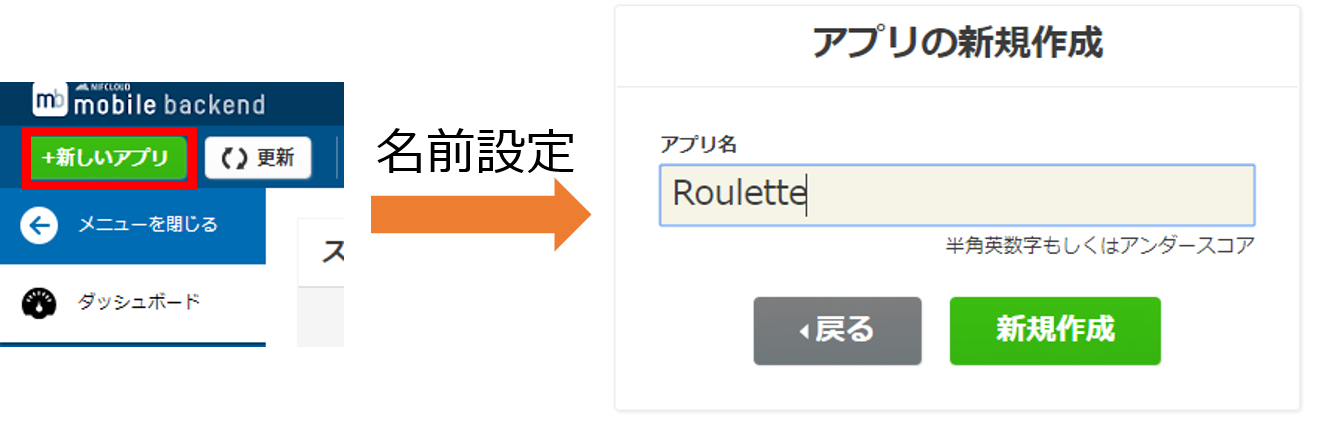 NIFCLOUD
mb mobile backend
+新しいアプリ
更新
メニューを閉じる
ス
ダッシュボード
名前設定
アプリの新規作成
アプリ名
Roulette
半角英数字もしくはアンダースコア
戻る
新規作成